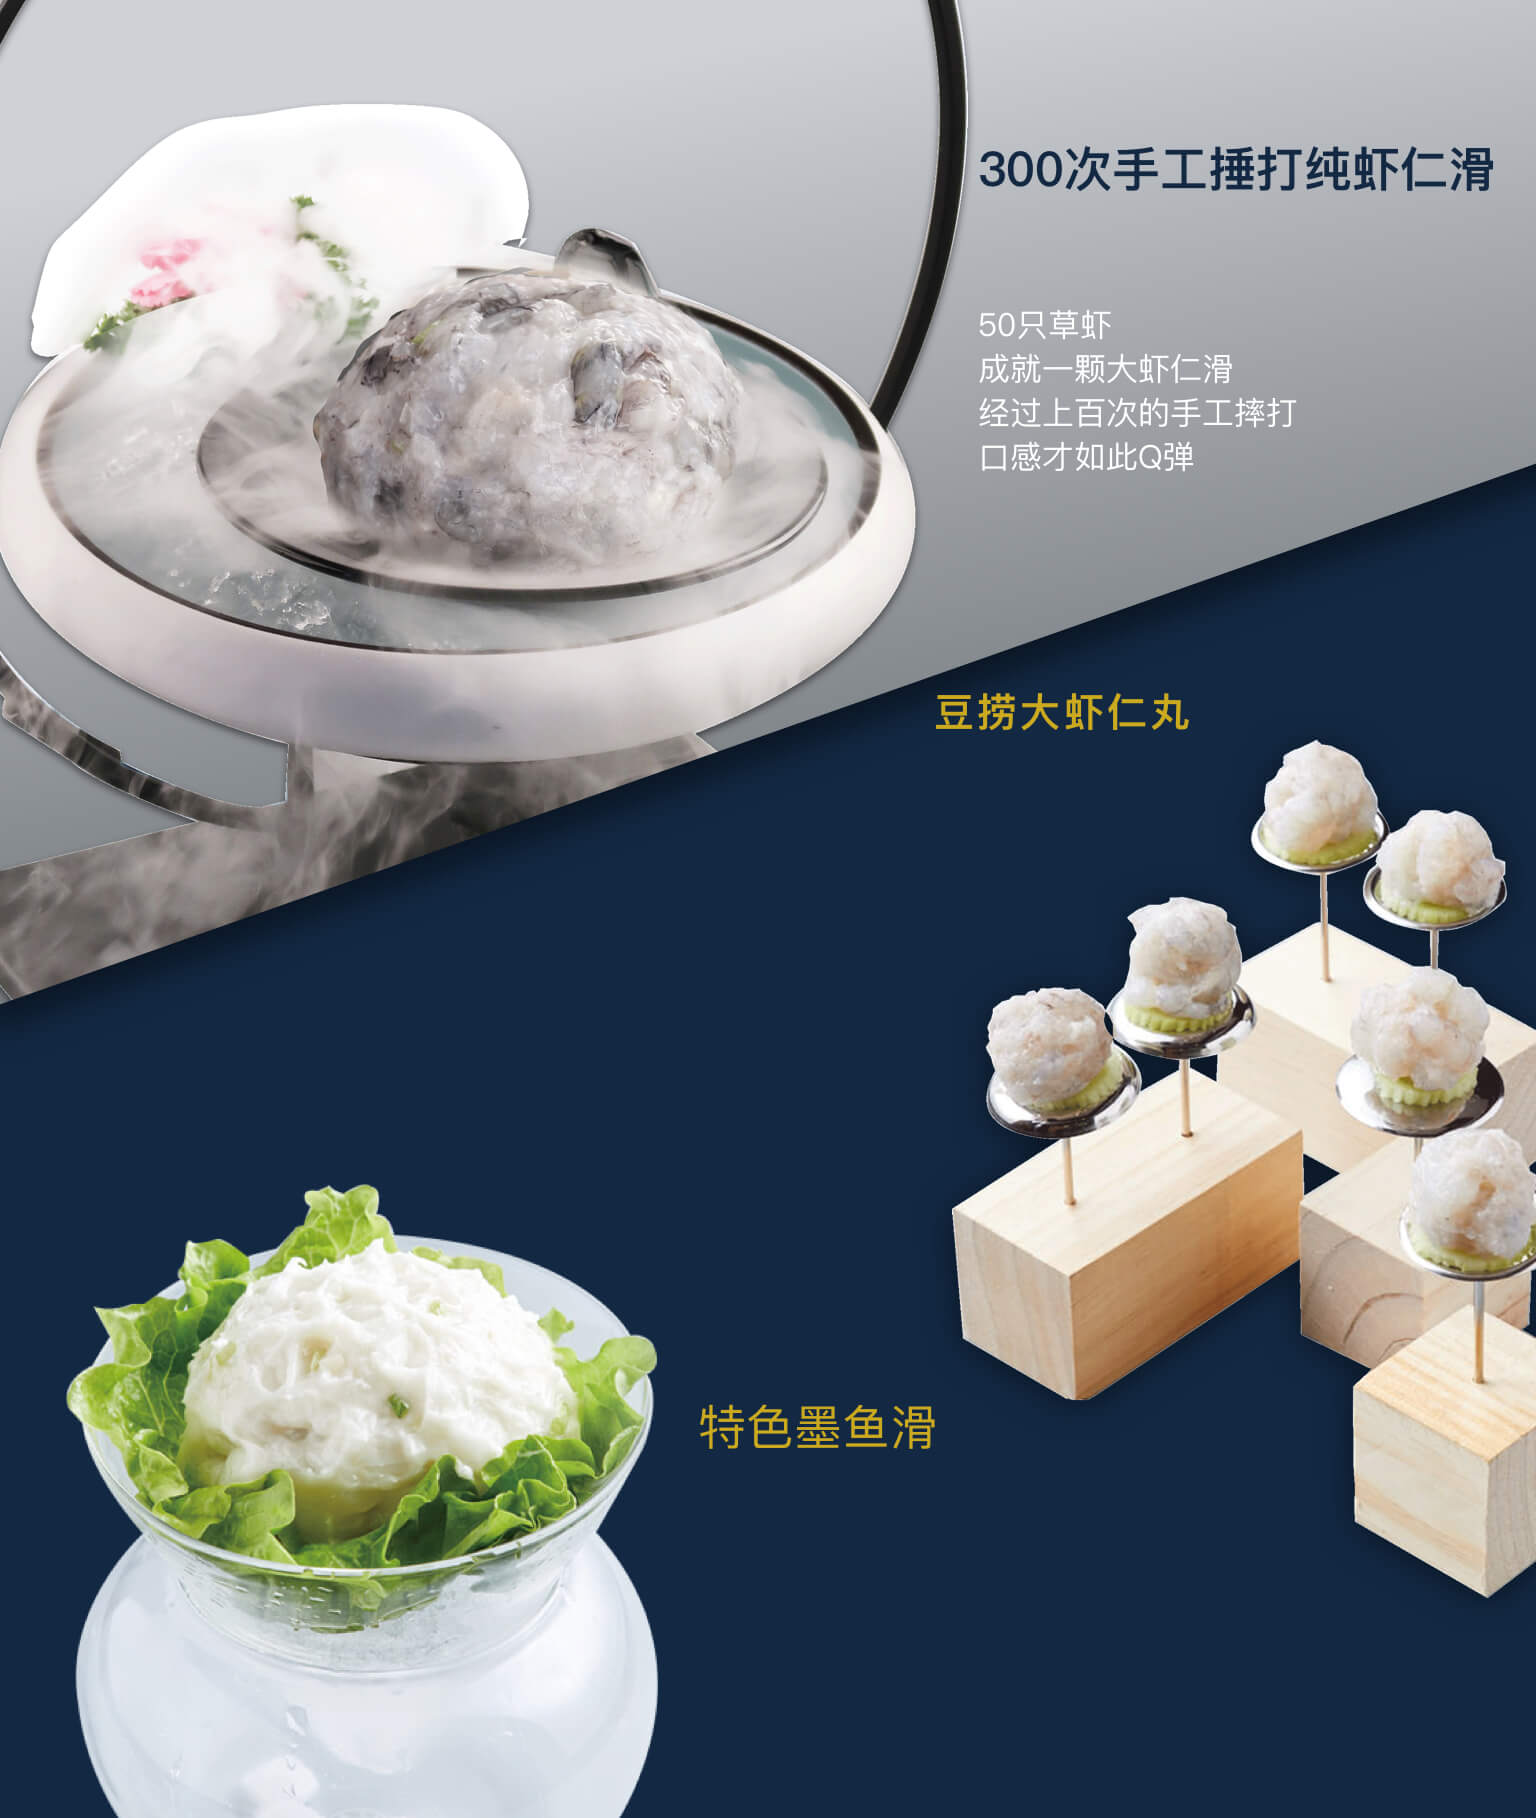 300次手工捶打纯虾仁滑
50只草虾
成就一颗大虾仁滑
经过上百次的手工摔打
口感才如此Q弹
豆捞大虾仁丸
特色墨鱼滑